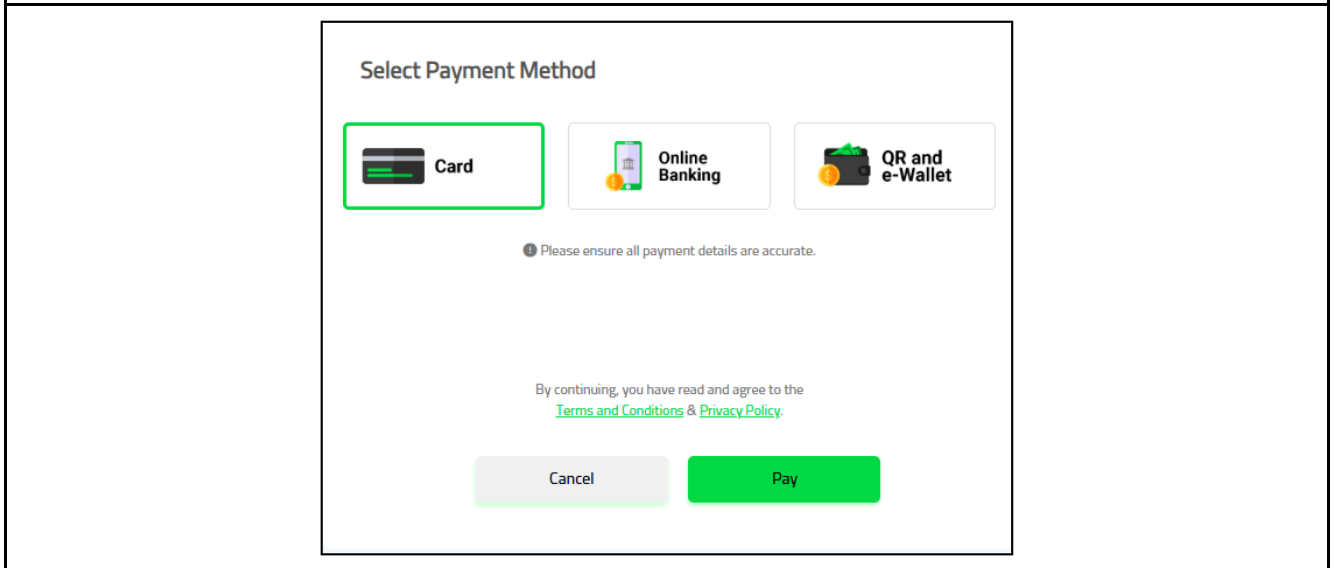 Select Payment Method
Card
Online
Banking
QR and
e-Wallet
Please ensure all payment details are accurate.
By continuing, you have read and agree to the
Terms and Conditions & Privacy Policy.
Cancel
Pay